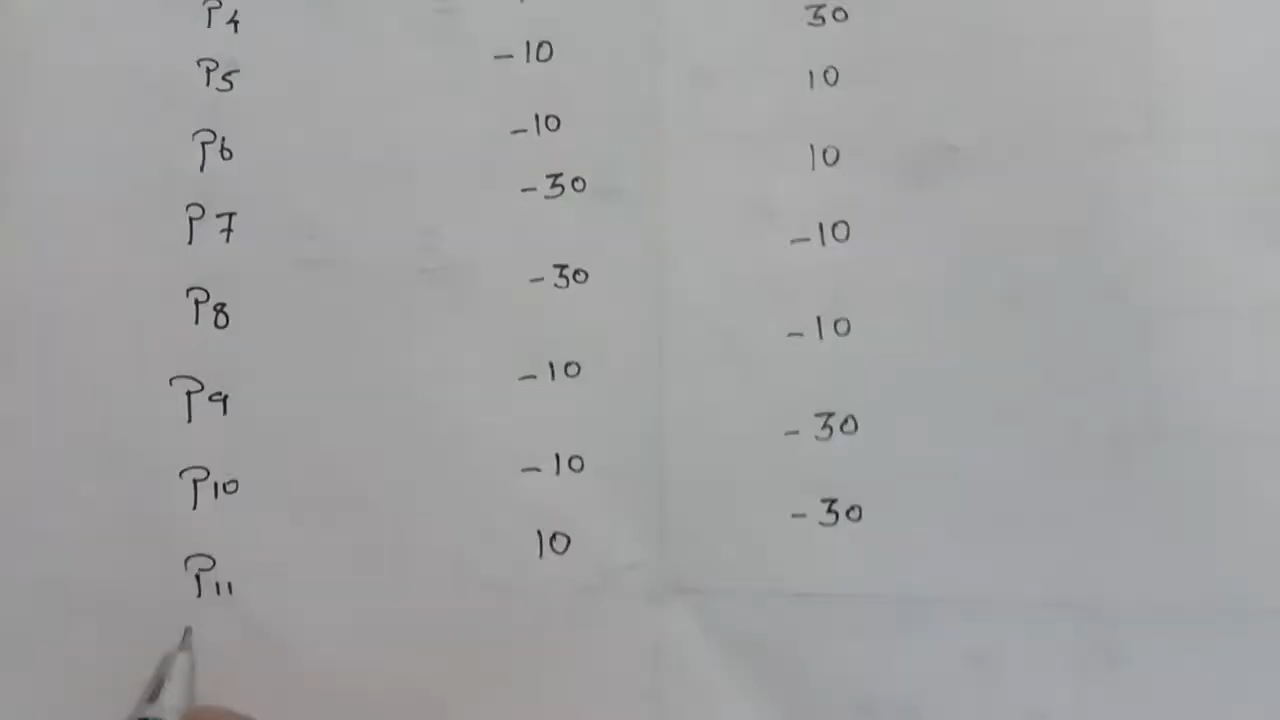 P4 30
P5 -10 10
P6 -10 10
P7 -30 -10
P8 -30 -10
P9 -10 -30
P10 -10 -30
P11 10